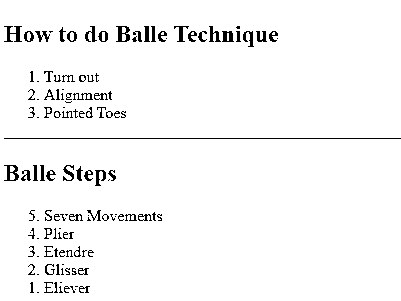 How to do Balle Technique
1. Turn out
2. Alignment
3. Pointed Toes
Balle Steps
5. Seven Movements
4. Plier
3. Etendre
2. Glisser
1. Eliever